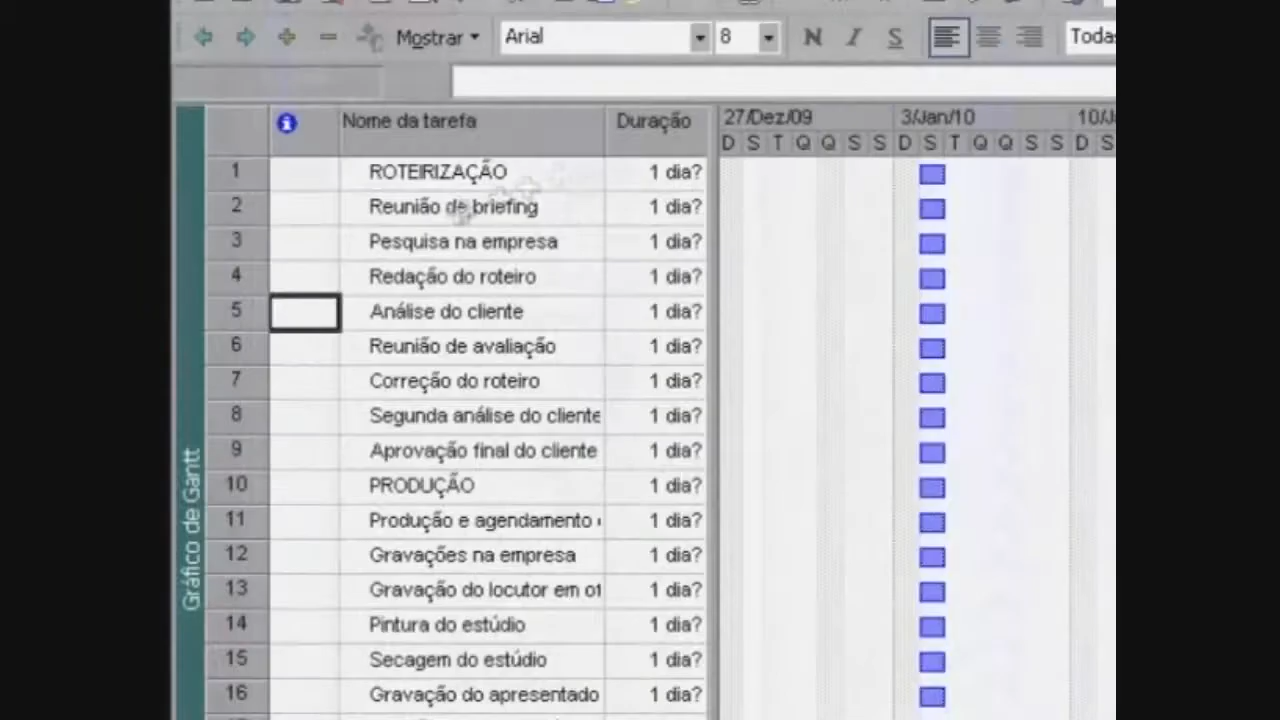 Mostrar Arial 8 N I S Todas
27/Dez/09 3/Jan/10 10/J
Nome da tarefa Duração
D S T Q Q S S D S T Q Q S S D S
1 ROTEIRIZAÇÃO 1 dia?
2 Reunião de briefing 1 dia?
3 Pesquisa na empresa 1 dia?
4 Redação do roteiro 1 dia?
5 Análise do cliente 1 dia?
6 Reunião de avaliação 1 dia?
7 Correção do roteiro 1 dia?
8 Segunda análise do cliente 1 dia?
9 Aprovação final do cliente 1 dia?
10 PRODUÇÃO 1 dia?
11 Produção e agendamento 1 dia?
12 Gravações na empresa 1 dia?
13 Gravação do locutor em of 1 dia?
14 Pintura do estúdio 1 dia?
15 Secagem do estúdio 1 dia?
16 Gravação do apresentado 1 dia?
Gráfico de Gantt